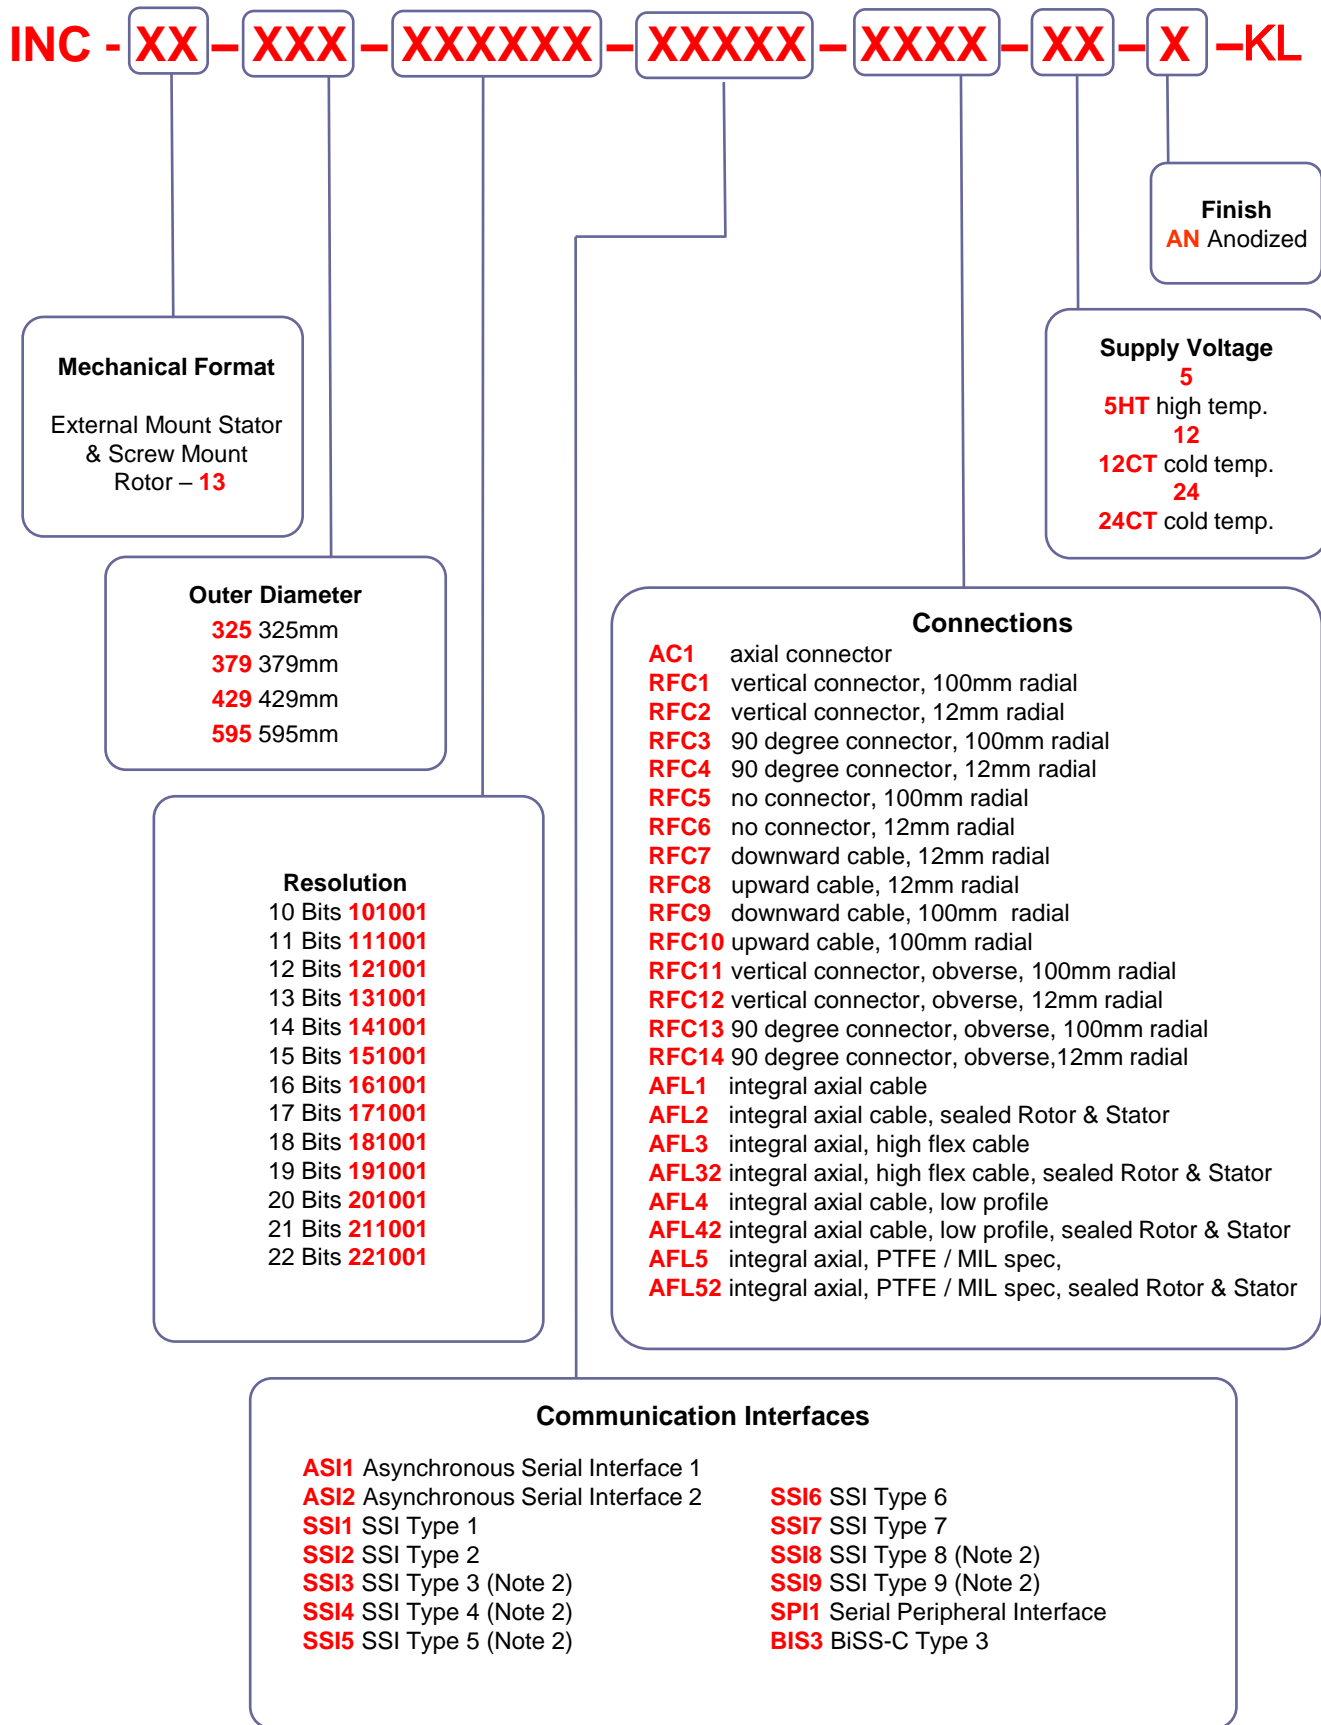 INC - XX – XXX – XXXXXX – XXXXX – XXXX – XX – X –KL
Finish
AN Anodized
Mechanical Format
External Mount Stator
& Screw Mount
Rotor – 13
Supply Voltage
5
5HT high temp.
12
12CT cold temp.
24
24CT cold temp.
Outer Diameter
325 325mm
379 379mm
429 429mm
595 595mm
Connections
AC1 axial connector
RFC1 vertical connector, 100mm radial
RFC2 vertical connector, 12mm radial
RFC3 90 degree connector, 100mm radial
RFC4 90 degree connector, 12mm radial
RFC5 no connector, 100mm radial
RFC6 no connector, 12mm radial
RFC7 downward cable, 12mm radial
RFC8 upward cable, 12mm radial
RFC9 downward cable, 100mm radial
RFC10 upward cable, 100mm radial
RFC11 vertical connector, obverse, 100mm radial
RFC12 vertical connector, obverse, 12mm radial
RFC13 90 degree connector, obverse, 100mm radial
RFC14 90 degree connector, obverse,12mm radial
AFL1 integral axial cable
AFL2 integral axial cable, sealed Rotor & Stator
AFL3 integral axial, high flex cable
AFL32 integral axial, high flex cable, sealed Rotor & Stator
AFL4 integral axial cable, low profile
AFL42 integral axial cable, low profile, sealed Rotor & Stator
AFL5 integral axial, PTFE / MIL spec,
AFL52 integral axial, PTFE / MIL spec, sealed Rotor & Stator
Resolution
10 Bits 101001
11 Bits 111001
12 Bits 121001
13 Bits 131001
14 Bits 141001
15 Bits 151001
16 Bits 161001
17 Bits 171001
18 Bits 181001
19 Bits 191001
20 Bits 201001
21 Bits 211001
22 Bits 221001
Communication Interfaces
ASI1 Asynchronous Serial Interface 1
ASI2 Asynchronous Serial Interface 2
SSI1 SSI Type 1
SSI2 SSI Type 2
SSI3 SSI Type 3 (Note 2)
SSI4 SSI Type 4 (Note 2)
SSI5 SSI Type 5 (Note 2)
SSI6 SSI Type 6
SSI7 SSI Type 7
SSI8 SSI Type 8 (Note 2)
SSI9 SSI Type 9 (Note 2)
SPI1 Serial Peripheral Interface
BIS3 BiSS-C Type 3